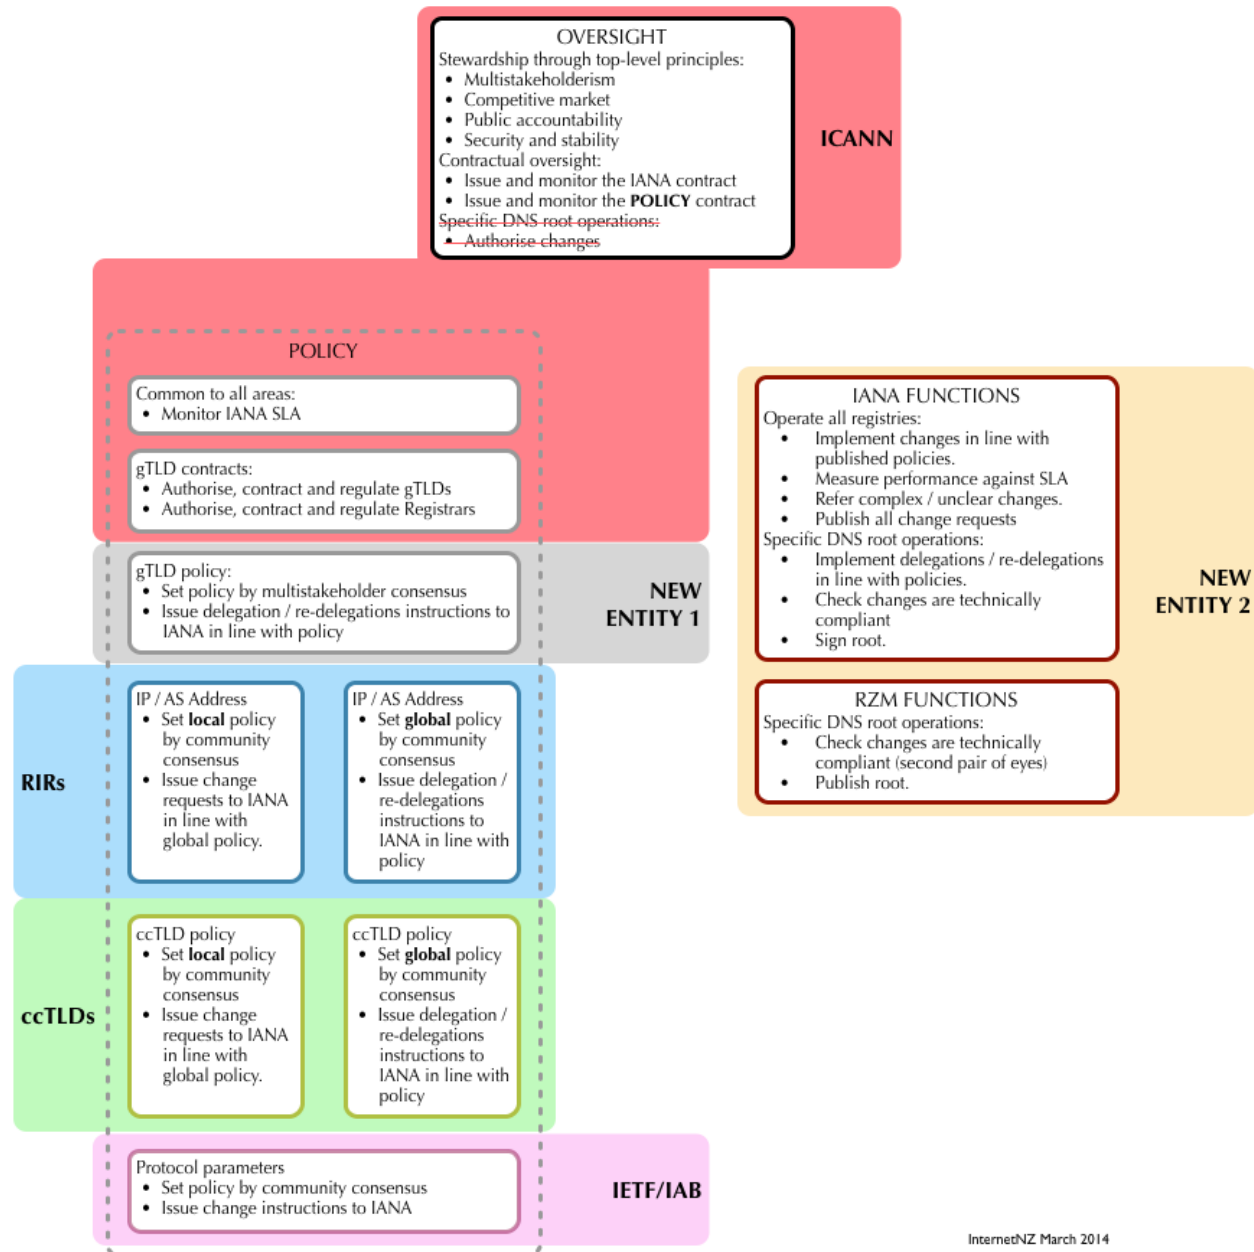 OVERSIGHT
Stewardship through top-level principles:
• Multistakeholderism
• Competitive market
• Public accountability
• Security and stability
Contractual oversight:
• Issue and monitor the IANA contract
• Issue and monitor the POLICY contract
Specific DNS root operations:
• Authorise changes
ICANN
POLICY
Common to all areas:
• Monitor IANA SLA
gTLD contracts:
• Authorise, contract and regulate gTLDs
• Authorise, contract and regulate Registrars
gTLD policy:
• Set policy by multistakeholder consensus
• Issue delegation / re-delegations instructions to
IANA in line with policy
NEW
ENTITY 1
IANA FUNCTIONS
Operate all registries:
• Implement changes in line with
published policies.
• Measure performance against SLA
• Refer complex / unclear changes.
• Publish all change requests
Specific DNS root operations:
• Implement delegations / re-delegations
in line with policies.
• Check changes are technically
compliant
• Sign root.
RZM FUNCTIONS
Specific DNS root operations:
• Check changes are technically
compliant (second pair of eyes)
• Publish root.
NEW
ENTITY 2
RIRs
IP / AS Address
• Set local policy
by community
consensus
• Issue change
requests to IANA
in line with
global policy.
IP / AS Address
• Set global policy
by community
consensus
• Issue delegation /
re-delegations
instructions to
IANA in line with
policy
ccTLDs
ccTLD policy
• Set local policy
by community
consensus
• Issue change
requests to IANA
in line with
global policy.
ccTLD policy
• Set global policy
by community
consensus
• Issue delegation /
re-delegations
instructions to
IANA in line with
policy
Protocol parameters
• Set policy by community consensus
• Issue change instructions to IANA
IETF/IAB
InternetNZ March 2014